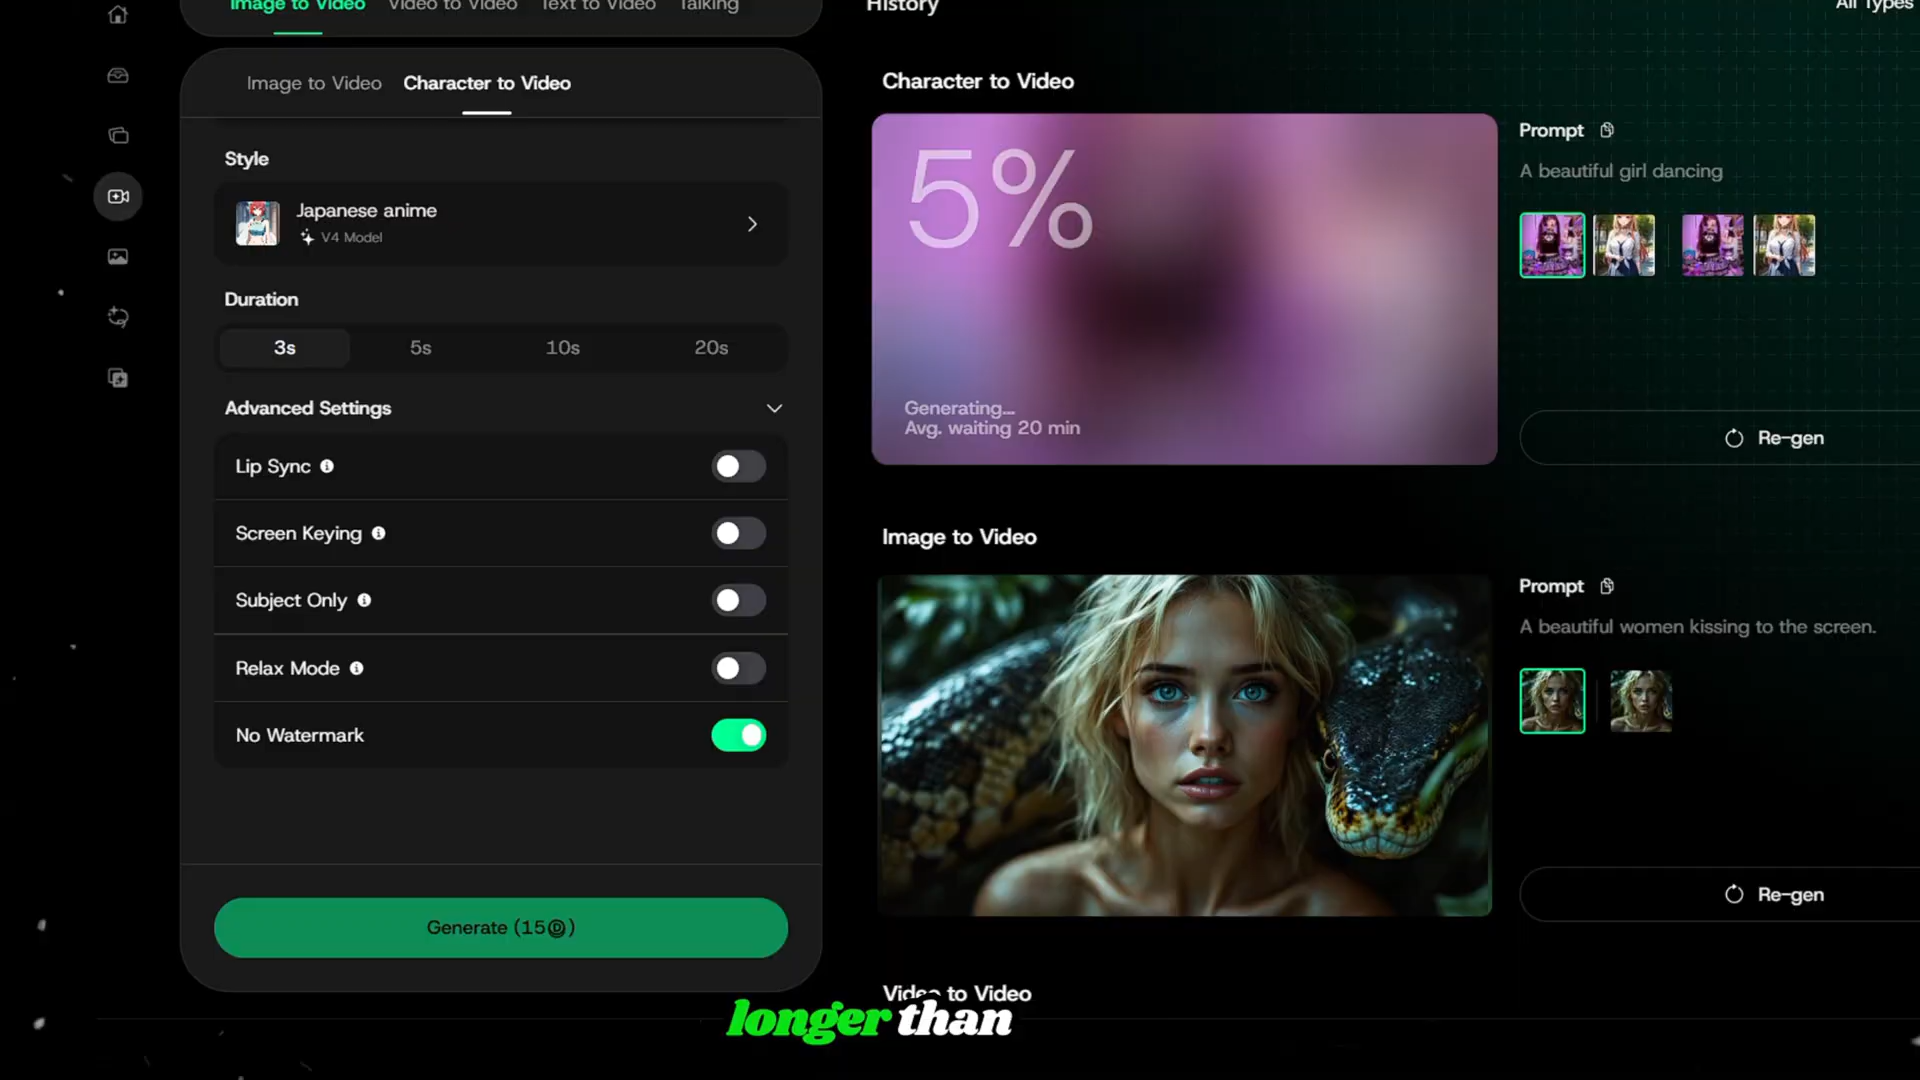 Image to Video
Video to Video
Text to Video
Talking
Image to Video
Character to Video
Style
Japanese anime
V4 Model
Duration
3s
5s
10s
20s
Advanced Settings
Lip Sync
Screen Keying
Subject Only
Relax Mode
No Watermark
Generate (15)
History
All Types
Character to Video
5%
Generating...
Avg. waiting 20 min
Prompt
A beautiful girl dancing
Re-gen
Image to Video
Prompt
A beautiful women kissing to the screen.
Re-gen
Video to Video
longer than